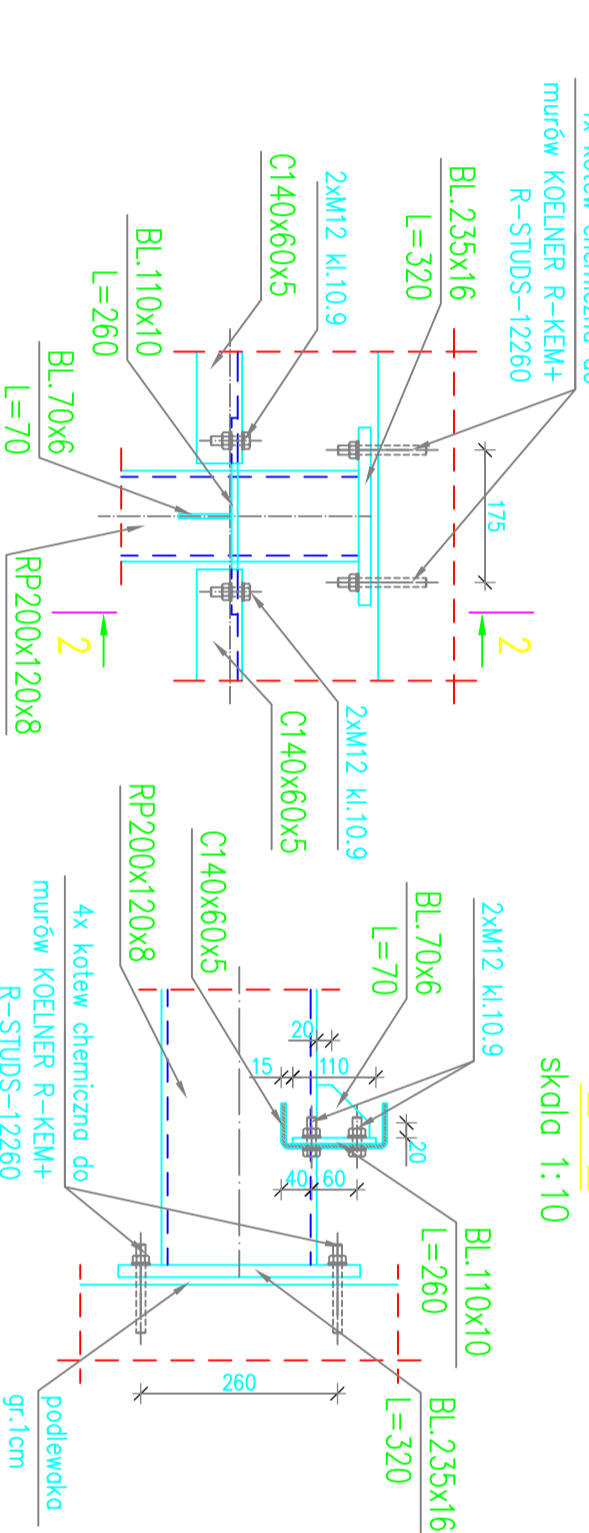 murów KOELNER R-KEM+
R-STUDS-12260
BL.235x16
L=320
2xM12 kl.10.9
C140x60x5
BL.110x10
L=260
BL.70x6
L=70
RP200x120x8
175
2
2
C140x60x5
2xM12 kl.10.9
skala 1:10
2xM12 kl.10.9
BL.70x6
L=70
C140x60x5
RP200x120x8
4x kotew chemiczna do
murów KOELNER R-KEM+
R-STUDS-12260
20
15
110
20
40
60
BL.110x10
L=260
260
BL.235x16
L=320
podlewaka
gr.1cm